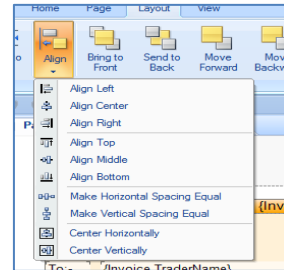 Home Page Layout View
Align Bring to Front Send to Back Move Forward
Align Left
Align Center
Align Right
Align Top
Align Middle
Align Bottom
Make Horizontal Spacing Equal
Make Vertical Spacing Equal
{Inv
Center Horizontally
Center Vertically
To:- {Invoice.TraderName}